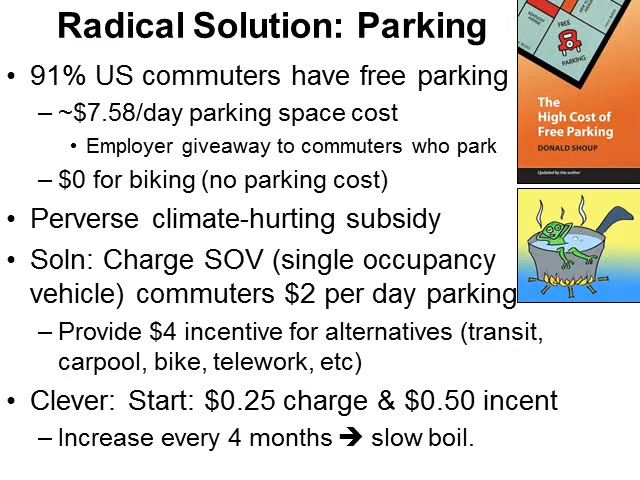 Radical Solution: Parking
• 91% US commuters have free parking
– ~$7.58/day parking space cost
• Employer giveaway to commuters who park
– $0 for biking (no parking cost)
• Perverse climate-hurting subsidy
• Soln: Charge SOV (single occupancy
vehicle) commuters $2 per day parking
– Provide $4 incentive for alternatives (transit,
carpool, bike, telework, etc)
• Clever: Start: $0.25 charge & $0.50 incent
– Increase every 4 months ➔ slow boil.
FREE
PARKING
The
High Cost of
Free Parking
DONALD SHOUP
Updated by the author